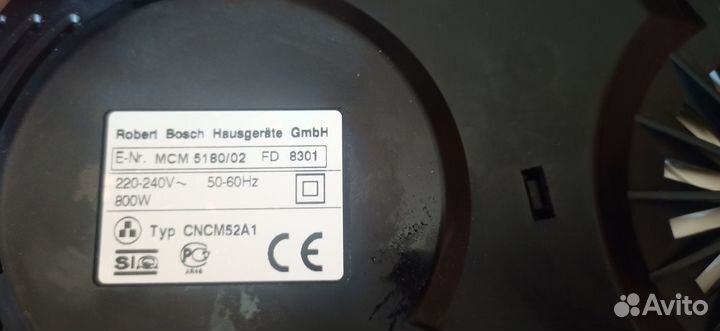 Robert Bosch Hausgeräte GmbH
E-Nr. MCM 5180/02 FD 8301
220-240V~ 50-60Hz
800W
Typ CNCM52A1
CE
Avito